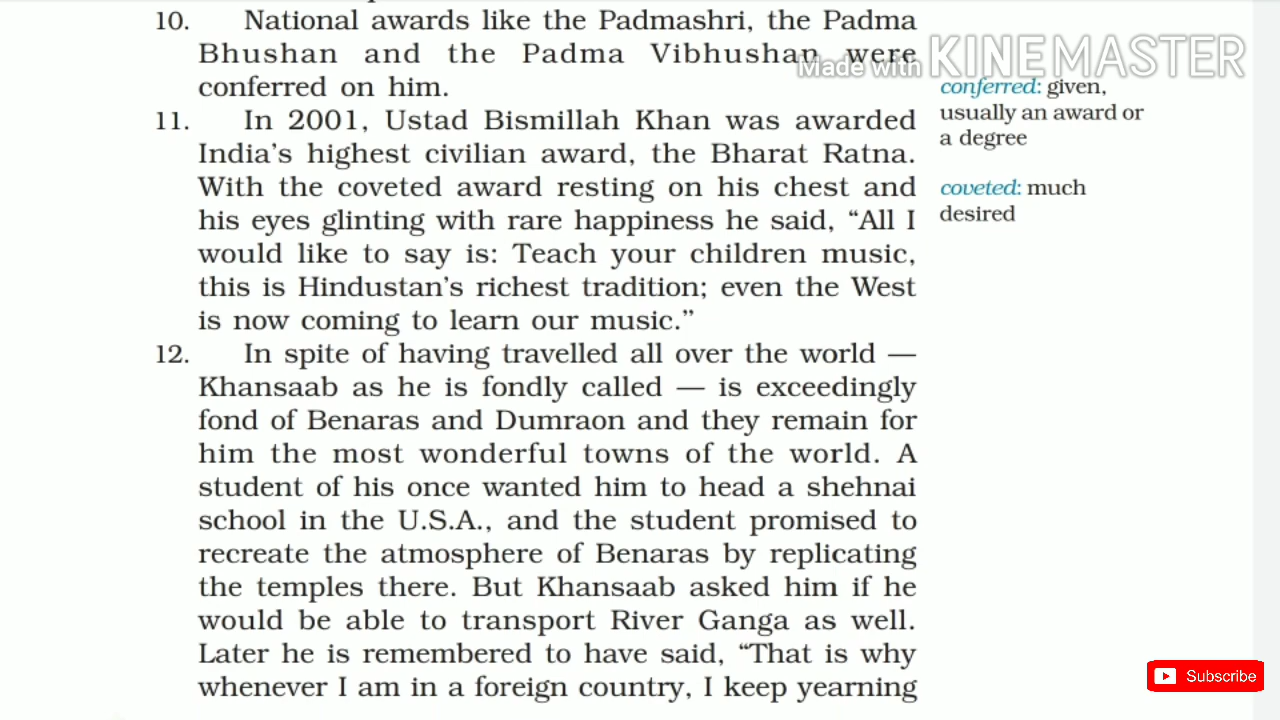 10. National awards like the Padmashri, the Padma
Bhushan and the Padma Vibhushan were
conferred on him.
11. In 2001, Ustad Bismillah Khan was awarded
India's highest civilian award, the Bharat Ratna.
With the coveted award resting on his chest and
his eyes glinting with rare happiness he said, “All I
would like to say is: Teach your children music,
this is Hindustan's richest tradition; even the West
is now coming to learn our music.”
12. In spite of having travelled all over the world —
Khansaab as he is fondly called — is exceedingly
fond of Benaras and Dumraon and they remain for
him the most wonderful towns of the world. A
student of his once wanted him to head a shehnai
school in the U.S.A., and the student promised to
recreate the atmosphere of Benaras by replicating
the temples there. But Khansaab asked him if he
would be able to transport River Ganga as well.
Later he is remembered to have said, “That is why
whenever I am in a foreign country, I keep yearning
Made with KINEMASTER
conferred: given,
usually an award or
a degree
coveted: much
desired
Subscribe